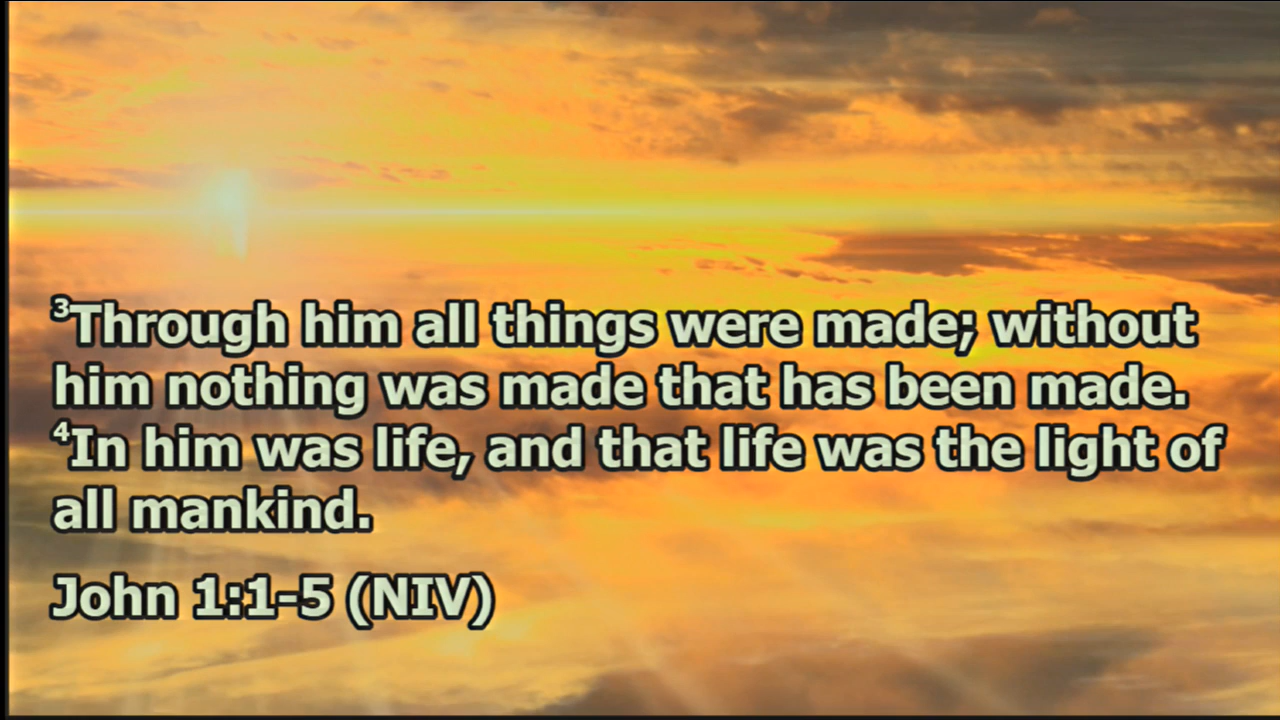 ³Through him all things were made; without
him nothing was made that has been made.
⁴In him was life, and that life was the light of
all mankind.
John 1:1-5 (NIV)